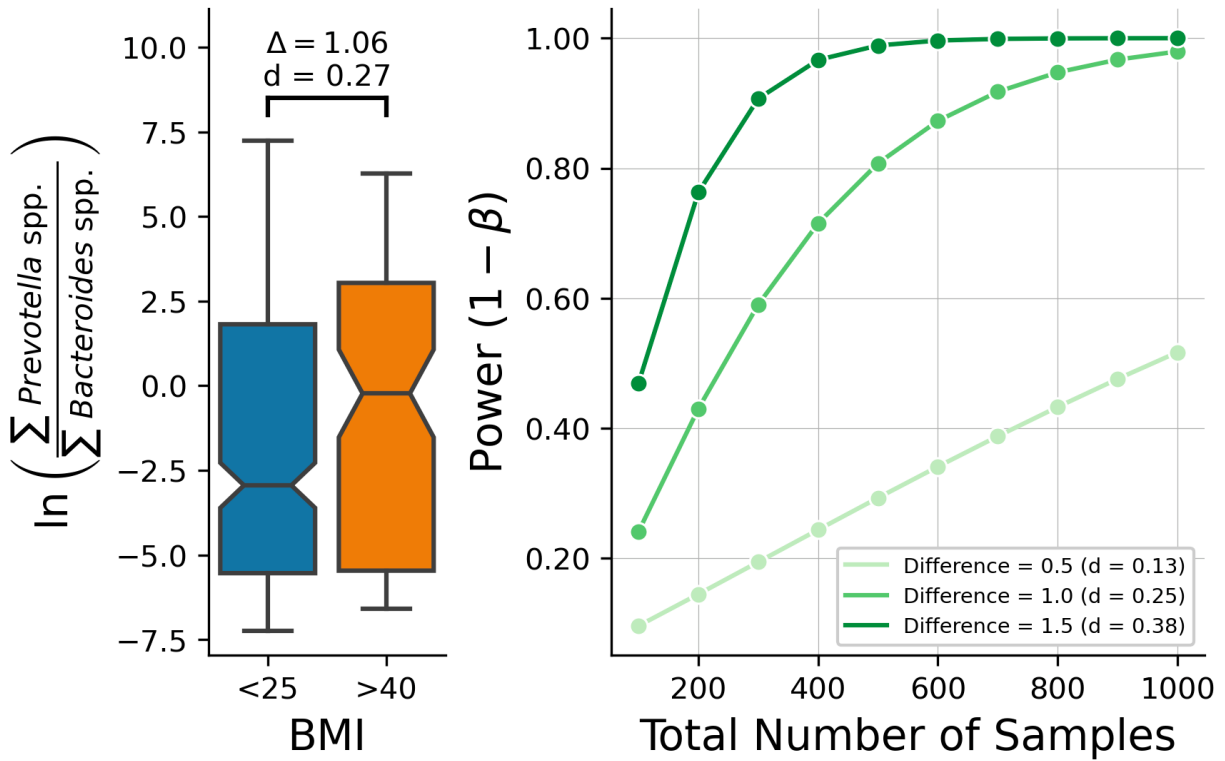 Δ = 1.06
d = 0.27
10.0
7.5
5.0
2.5
0.0
−2.5
−5.0
−7.5
ln (∑ Prevotella spp. / ∑ Bacteroides spp.)
<25
>40
BMI
Power (1 − β)
1.00
0.80
0.60
0.40
0.20
Difference = 0.5 (d = 0.13)
Difference = 1.0 (d = 0.25)
Difference = 1.5 (d = 0.38)
200
400
600
800
1000
Total Number of Samples